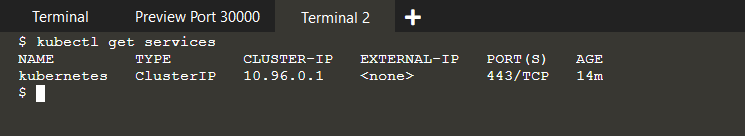 Terminal Preview Port 30000 Terminal 2 +
$ kubectl get services
NAME TYPE CLUSTER-IP EXTERNAL-IP PORT(S) AGE
kubernetes ClusterIP 10.96.0.1 <none> 443/TCP 14m
$